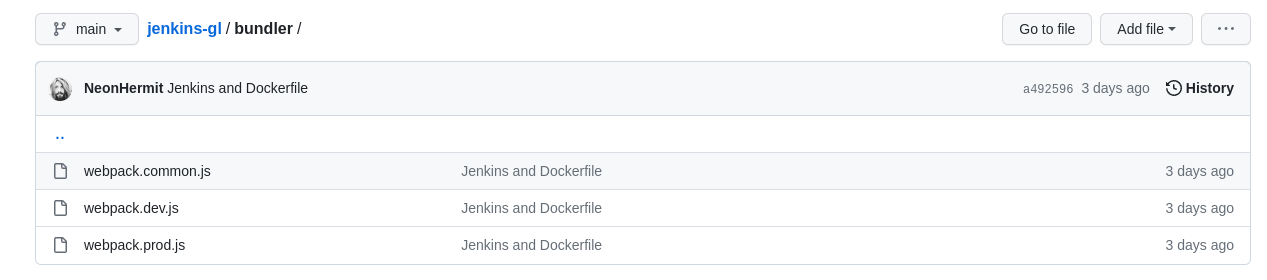 main jenkins-gl / bundler / Go to file Add file ...
NeonHermit Jenkins and Dockerfile a492596 3 days ago History
..
webpack.common.js Jenkins and Dockerfile 3 days ago
webpack.dev.js Jenkins and Dockerfile 3 days ago
webpack.prod.js Jenkins and Dockerfile 3 days ago